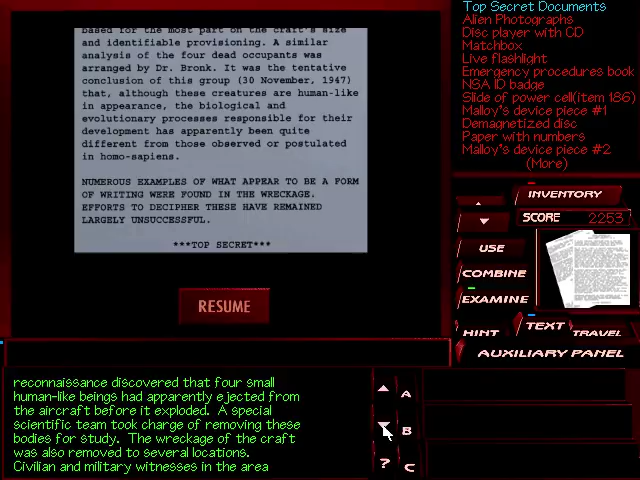 based for the most part on the craft's size
and identifiable provisioning. A similar
analysis of the four dead occupants was
arranged by Dr. Bronk. It was the tentative
conclusion of this group (30 November, 1947)
that, although these creatures are human-like
in appearance, the biological and
evolutionary processes responsible for their
development has apparently been quite
different from those observed or postulated
in homo-sapiens.
NUMEROUS EXAMPLES OF WHAT APPEAR TO BE A FORM
OF WRITING WERE FOUND IN THE WRECKAGE.
EFFORTS TO DECIPHER THESE HAVE REMAINED
LARGELY UNSUCCESSFUL.
***TOP SECRET***
RESUME
Top Secret Documents
Alien Photographs
Disc player with CD
Matchbox
Live flashlight
Emergency procedures book
NSA ID badge
Slide of power cell(item 186)
Malloy's device piece #1
Demagnetized disc
Paper with numbers
Malloy's device piece #2
(More)
INVENTORY
SCORE 2253
USE
COMBINE
EXAMINE
HINT
TEXT
TRAVEL
AUXILIARY PANEL
reconnaissance discovered that four small
human-like beings had apparently ejected from
the aircraft before it exploded. A special
scientific team took charge of removing these
bodies for study. The wreckage of the craft
was also removed to several locations.
Civilian and military witnesses in the area
A
B
? C